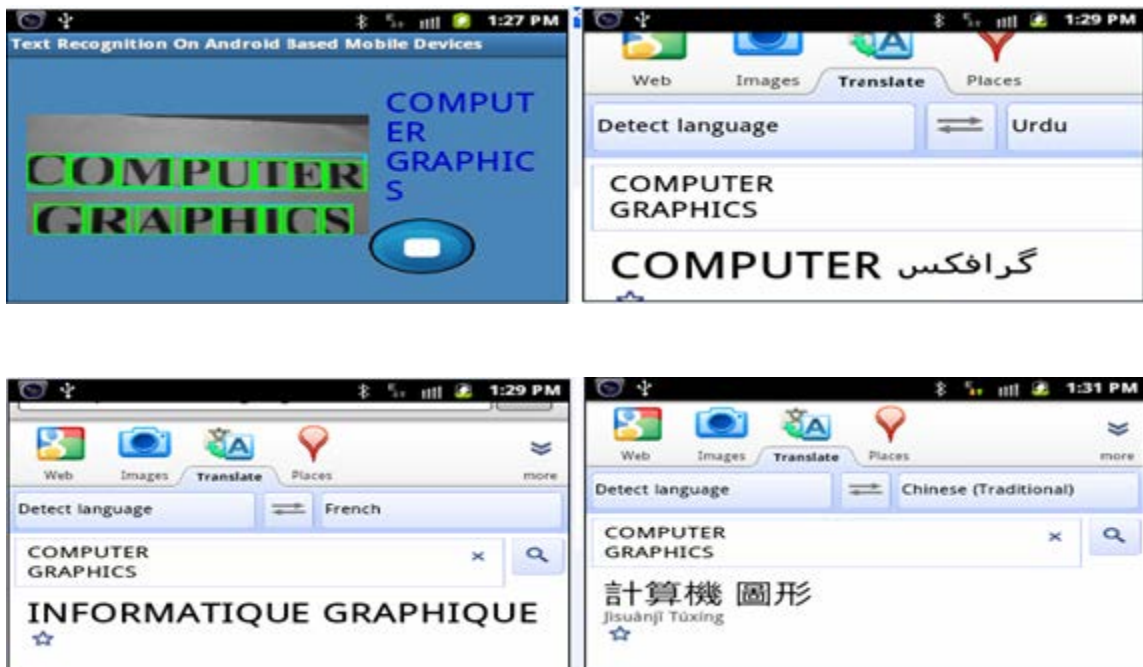 1:27 PM
Text Recognition On Android Based Mobile Devices
COMPUT
ER
GRAPHIC
S
COMPUTER
GRAPHICS
1:29 PM
Web Images Translate Places
Detect language Urdu
COMPUTER
GRAPHICS
COMPUTER گرافکس
1:29 PM
Web Images Translate Places more
Detect language French
COMPUTER
GRAPHICS
INFORMATIQUE GRAPHIQUE
1:31 PM
Web Images Translate Places more
Detect language Chinese (Traditional)
COMPUTER
GRAPHICS
計算機 圖形
Jìsuànjī Túxíng